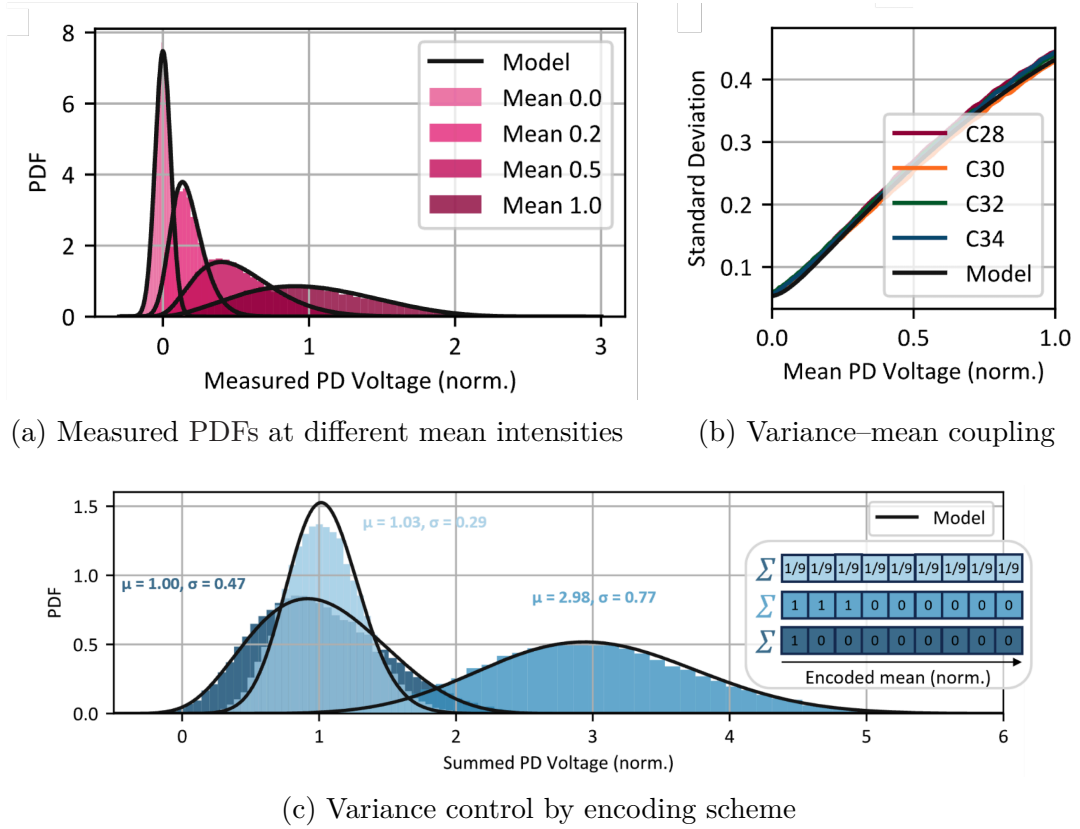 8
6
4
2
0
PDF
Model
Mean 0.0
Mean 0.2
Mean 0.5
Mean 1.0
0 1 2 3
Measured PD Voltage (norm.)
(a) Measured PDFs at different mean intensities
0.4
0.3
0.2
0.1
Standard Deviation
C28
C30
C32
C34
Model
0.0 0.5 1.0
Mean PD Voltage (norm.)
(b) Variance–mean coupling
1.5
1.0
0.5
0.0
PDF
μ = 1.03, σ = 0.29
μ = 1.00, σ = 0.47
μ = 2.98, σ = 0.77
Model
Σ 1/9 1/9 1/9 1/9 1/9 1/9 1/9 1/9 1/9
Σ 1 1 1 0 0 0 0 0 0
Σ 1 0 0 0 0 0 0 0 0
Encoded mean (norm.)
0 1 2 3 4 5 6
Summed PD Voltage (norm.)
(c) Variance control by encoding scheme